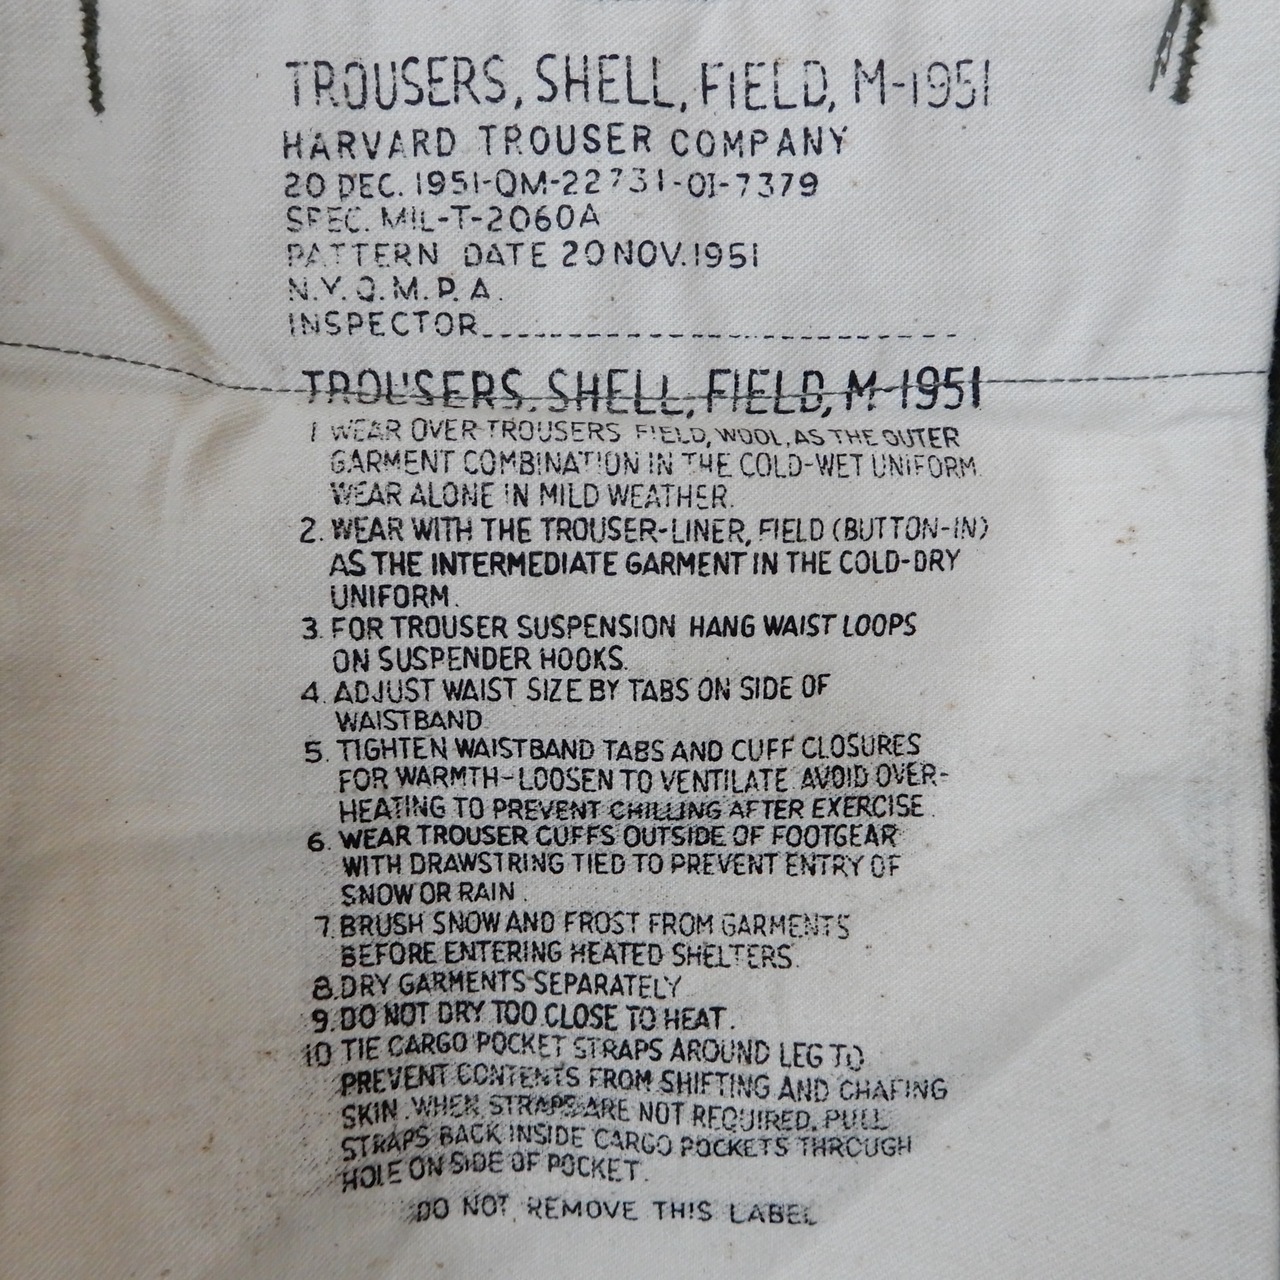 TROUSERS, SHELL, FIELD, M-1951
HARVARD TROUSER COMPANY
20 DEC. 1951-QM-22731-OI-7379
SPEC. MIL-T-2060A
PATTERN DATE 20 NOV. 1951
N.Y.Q.M.P.A.
INSPECTOR
TROUSERS, SHELL, FIELD, M-1951
1 WEAR OVER TROUSERS FIELD, WOOL, AS THE OUTER
GARMENT COMBINATION IN THE COLD-WET UNIFORM.
WEAR ALONE IN MILD WEATHER.
2. WEAR WITH THE TROUSER-LINER, FIELD (BUTTON-IN)
AS THE INTERMEDIATE GARMENT IN THE COLD-DRY
UNIFORM.
3. FOR TROUSER SUSPENSION HANG WAIST LOOPS
ON SUSPENDER HOOKS.
4. ADJUST WAIST SIZE BY TABS ON SIDE OF
WAISTBAND
5. TIGHTEN WAISTBAND TABS AND CUFF CLOSURES
FOR WARMTH-LOOSEN TO VENTILATE. AVOID OVER-
HEATING TO PREVENT CHILLING AFTER EXERCISE.
6. WEAR TROUSER CUFFS OUTSIDE OF FOOTGEAR
WITH DRAWSTRING TIED TO PREVENT ENTRY OF
SNOW OR RAIN.
7. BRUSH SNOW AND FROST FROM GARMENTS
BEFORE ENTERING HEATED SHELTERS.
8. DRY GARMENTS SEPARATELY
9. DO NOT DRY TOO CLOSE TO HEAT.
10 TIE CARGO POCKET STRAPS AROUND LEG TO
PREVENT CONTENTS FROM SHIFTING AND CHAFING
SKIN. WHEN STRAPS ARE NOT REQUIRED, PULL
STRAPS BACK INSIDE CARGO POCKETS THROUGH
HOLE ON SIDE OF POCKET.
DO NOT REMOVE THIS LABEL